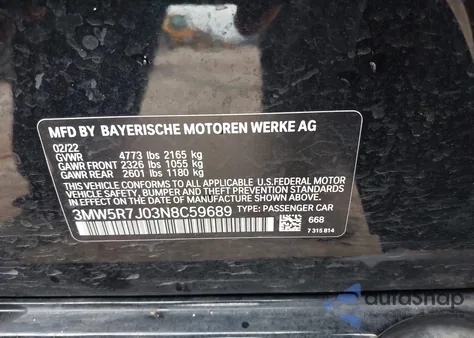 MFD BY BAYERISCHE MOTOREN WERKE AG
02/22
GVWR 4773 lbs 2165 kg
GAWR FRONT 2326 lbs 1055 kg
GAWR REAR 2601 lbs 1180 kg
THIS VEHICLE CONFORMS TO ALL APPLICABLE U.S.FEDERAL MOTOR
VEHICLE SAFETY, BUMPER AND THEFT PREVENTION STANDARDS
IN EFFECT ON THE DATE OF MANUFACTURE SHOWN ABOVE.
3MW5R7J03N8C59689 TYPE: PASSENGER CAR
668
7 315 814
autoSnap